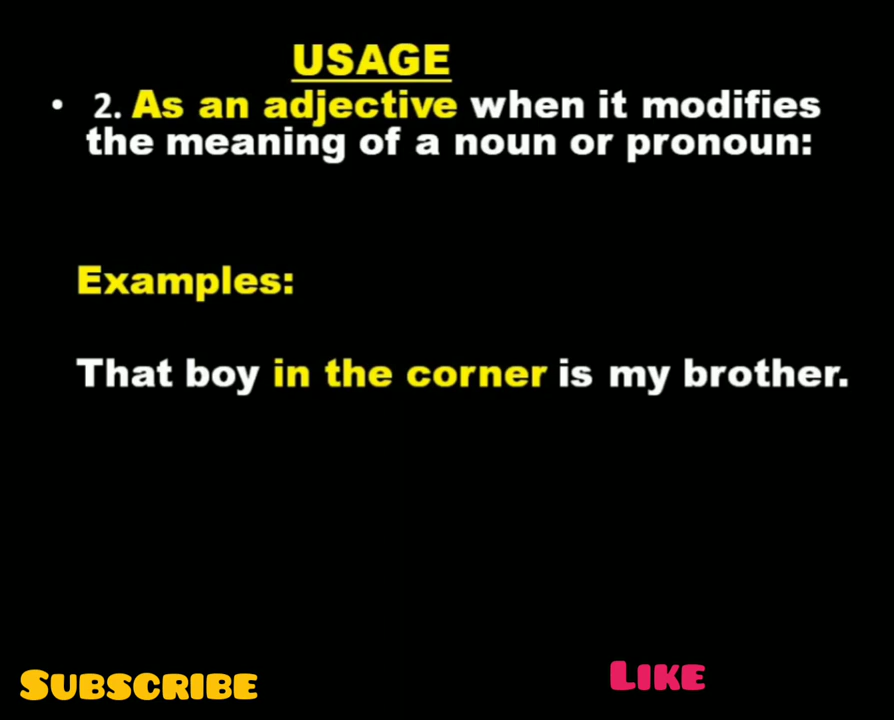 USAGE
• 2. As an adjective when it modifies
the meaning of a noun or pronoun:
Examples:
That boy in the corner is my brother.
SUBSCRIBE
LIKE